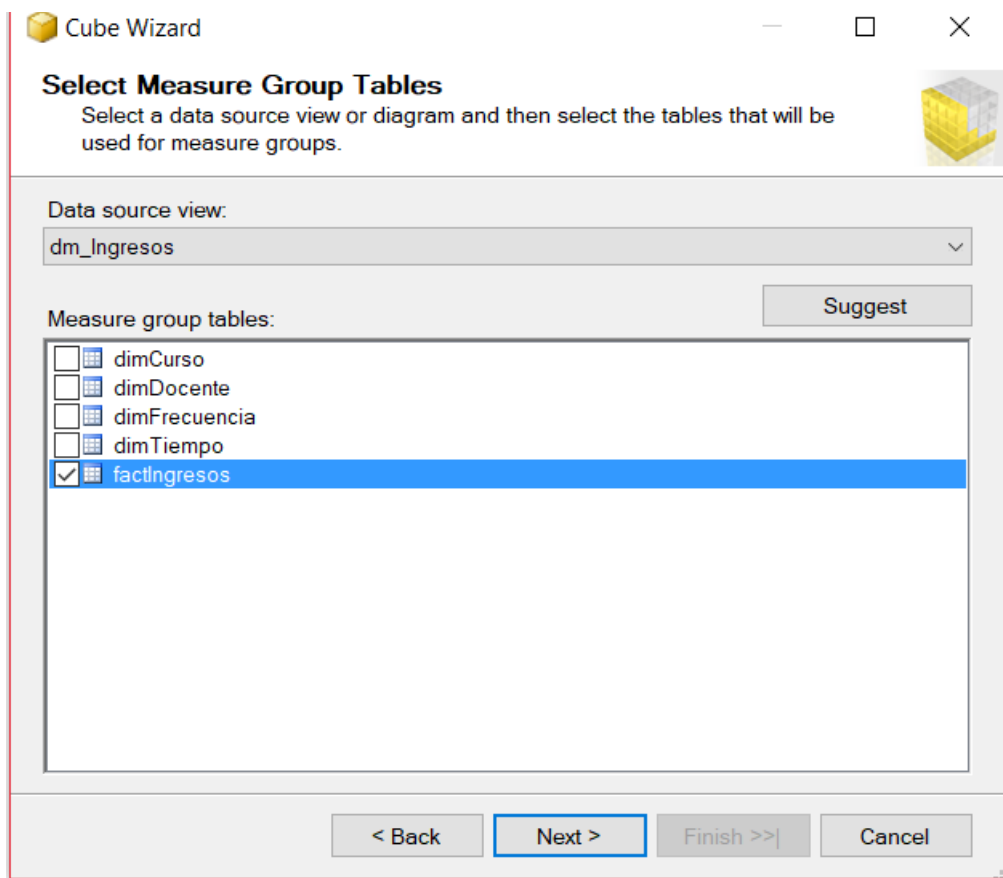 Cube Wizard
Select Measure Group Tables
Select a data source view or diagram and then select the tables that will be
used for measure groups.
Data source view:
dm_Ingresos
Suggest
Measure group tables:
dimCurso
dimDocente
dimFrecuencia
dimTiempo
factIngresos
< Back
Next >
Finish >>|
Cancel